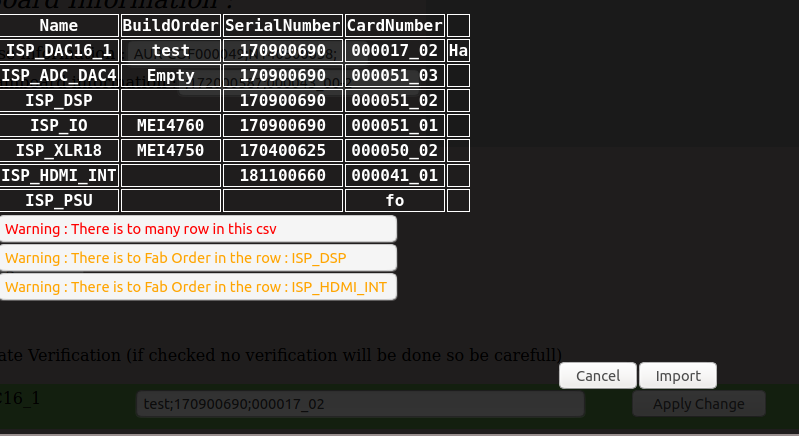 oard Information :
Name BuildOrder SerialNumber CardNumber
ISP_DAC16_1 test 170900690 000017_02 Ha
ISP_ADC_DAC4 Empty 170900690 000051_03
ISP_DSP 170900690 000051_02
ISP_IO MEI4760 170900690 000051_01
ISP_XLR18 MEI4750 170400625 000050_02
ISP_HDMI_INT 181100660 000041_01
ISP_PSU fo
Warning : There is to many row in this csv
Warning : There is to Fab Order in the row : ISP_DSP
Warning : There is to Fab Order in the row : ISP_HDMI_INT
ate Verification (if checked no verification will be done so be carefull)
Cancel Import
C16_1 test;170900690;000017_02 Apply Change